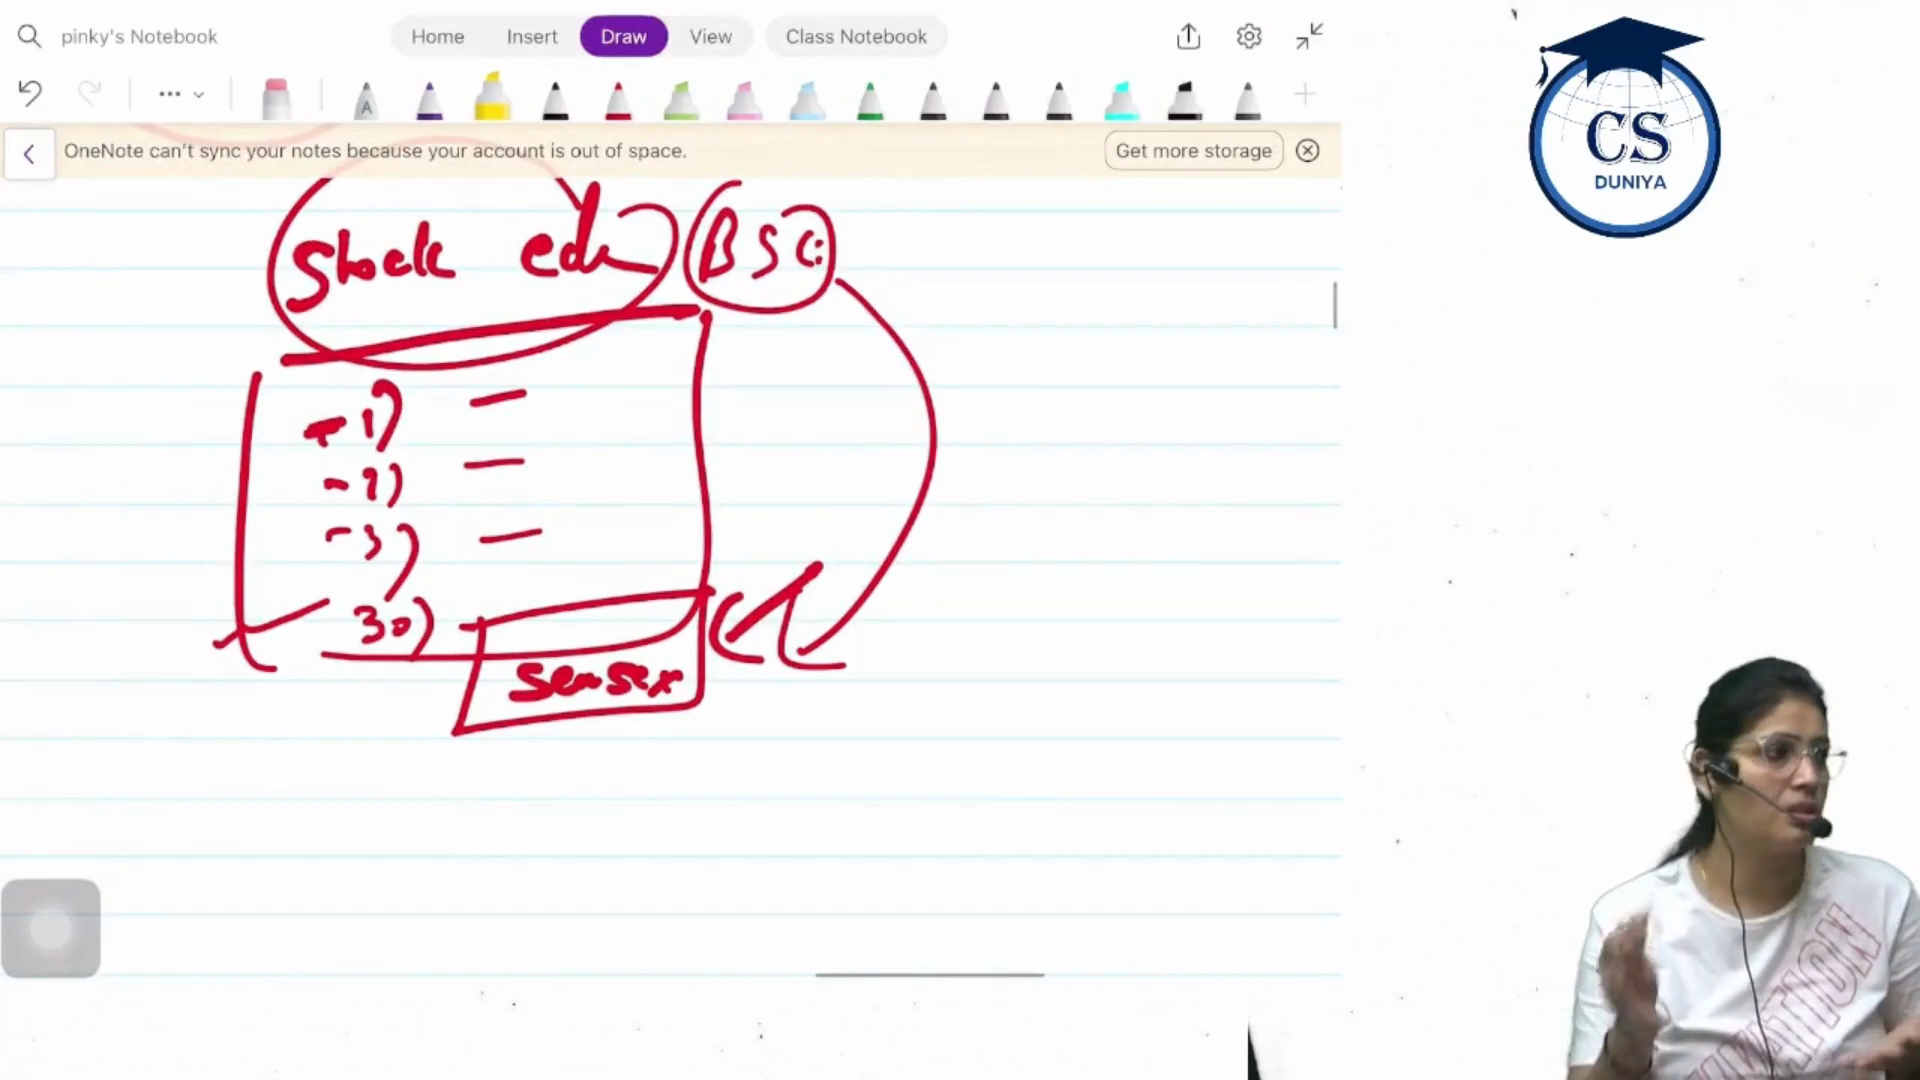 pinky's Notebook
Home Insert Draw View Class Notebook
A
OneNote can't sync your notes because your account is out of space.
Get more storage
CS
DUNIYA
Stock BSE
1)
2)
3)
30)
Sensex